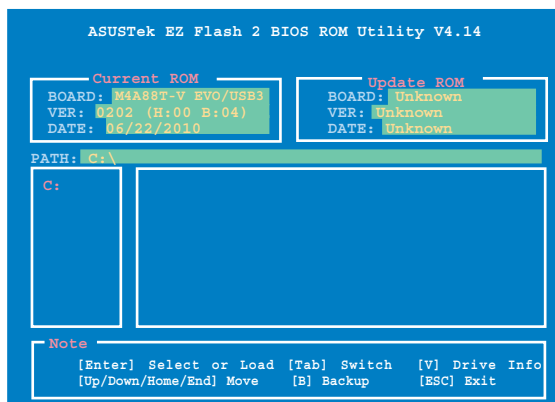 ASUSTek EZ Flash 2 BIOS ROM Utility V4.14
Current ROM
BOARD: M4A88T-V EVO/USB3
VER: 0202 (H:00 B:04)
DATE: 06/22/2010
Update ROM
BOARD: Unknown
VER: Unknown
DATE: Unknown
PATH: C:\
C:
Note
[Enter] Select or Load [Tab] Switch [V] Drive Info
[Up/Down/Home/End] Move [B] Backup [ESC] Exit